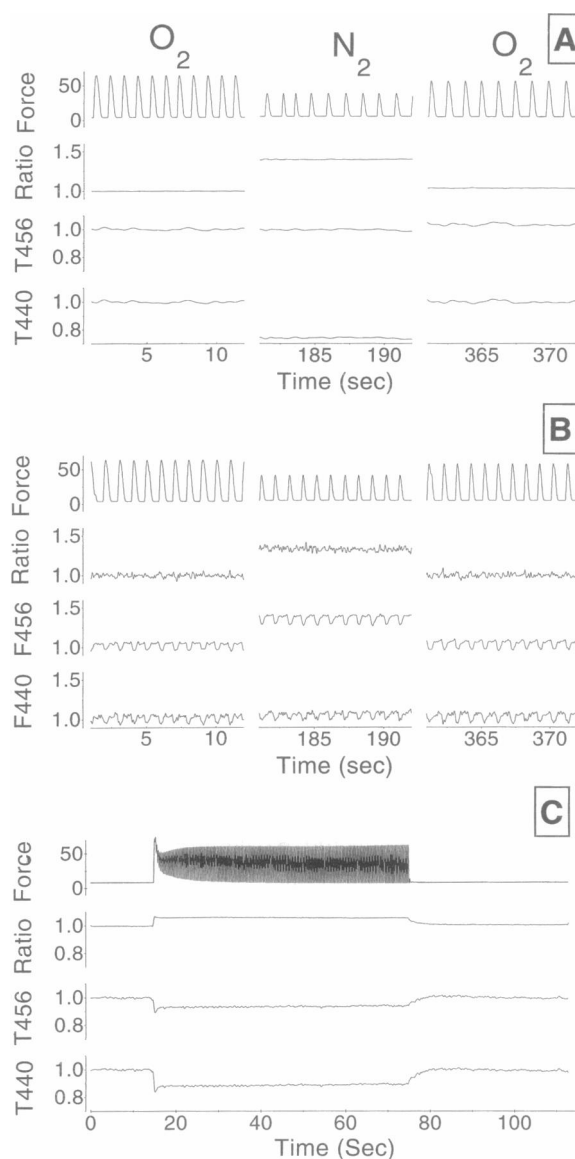 A
O2 N2 O2
Force 50 0
Ratio 1.5 1.0
T456 1.0 0.8
T440 1.0 0.8
5 10 185 190 365 371
Time (sec)
B
Force 50 0
Ratio 1.5 1.0
F456 1.5 1.0
F440 1.5 1.0
5 10 185 190 365 371
Time (sec)
C
Force 50 0
Ratio 1.0 0.8
T456 1.0 0.8
T440 1.0 0.8
0 20 40 60 80 100
Time (Sec)